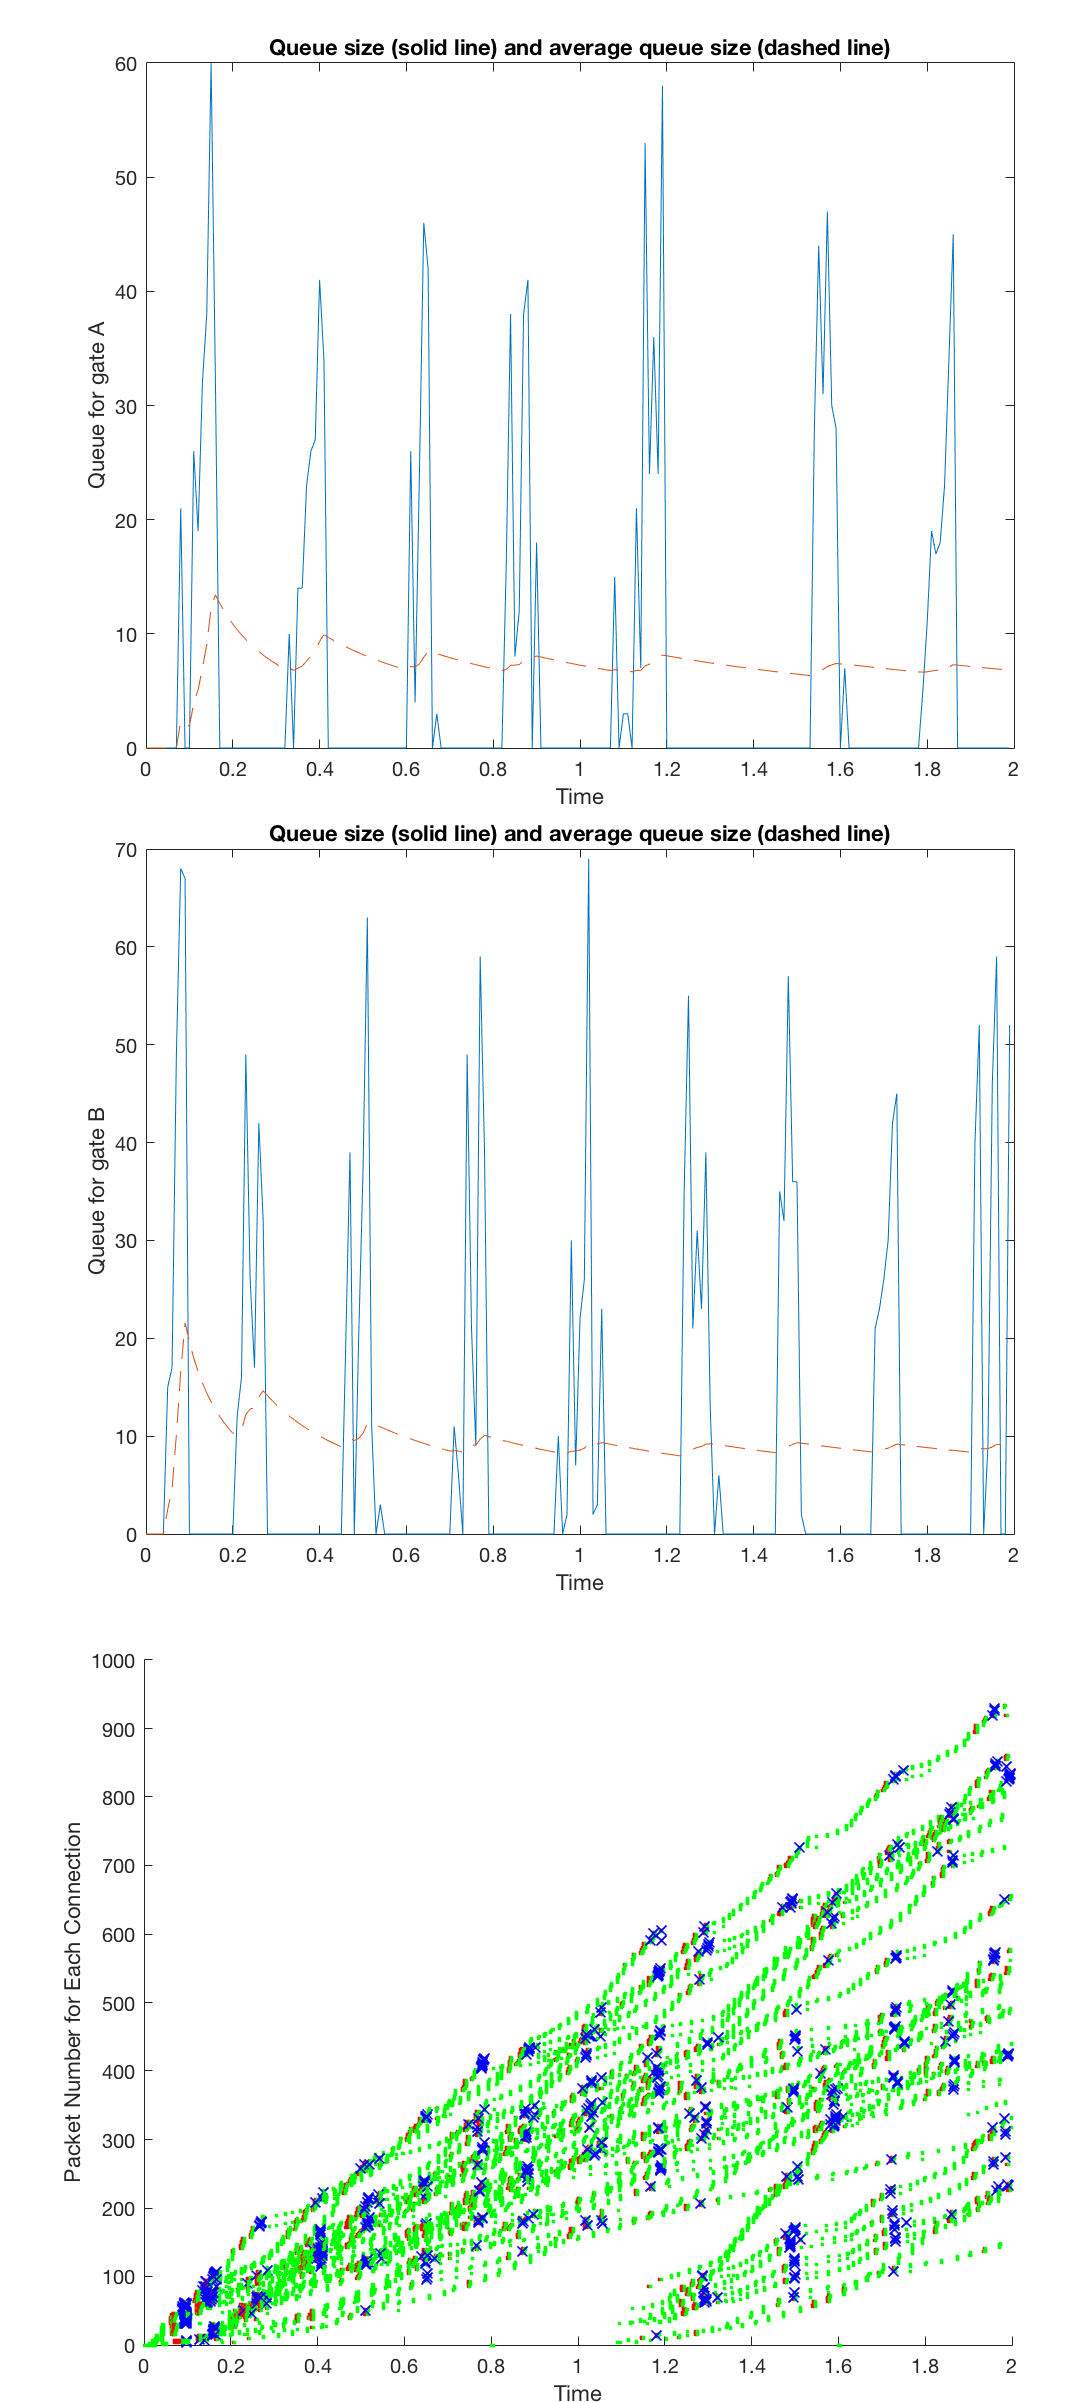 Queue size (solid line) and average queue size (dashed line)
60
50
40
30
20
10
0
Queue for gate A
0 0.2 0.4 0.6 0.8 1 1.2 1.4 1.6 1.8 2
Time
Queue size (solid line) and average queue size (dashed line)
70
60
50
40
30
20
10
0
Queue for gate B
0 0.2 0.4 0.6 0.8 1 1.2 1.4 1.6 1.8 2
Time
1000
900
800
700
600
500
400
300
200
100
0
Packet Number for Each Connection
0 0.2 0.4 0.6 0.8 1 1.2 1.4 1.6 1.8 2
Time